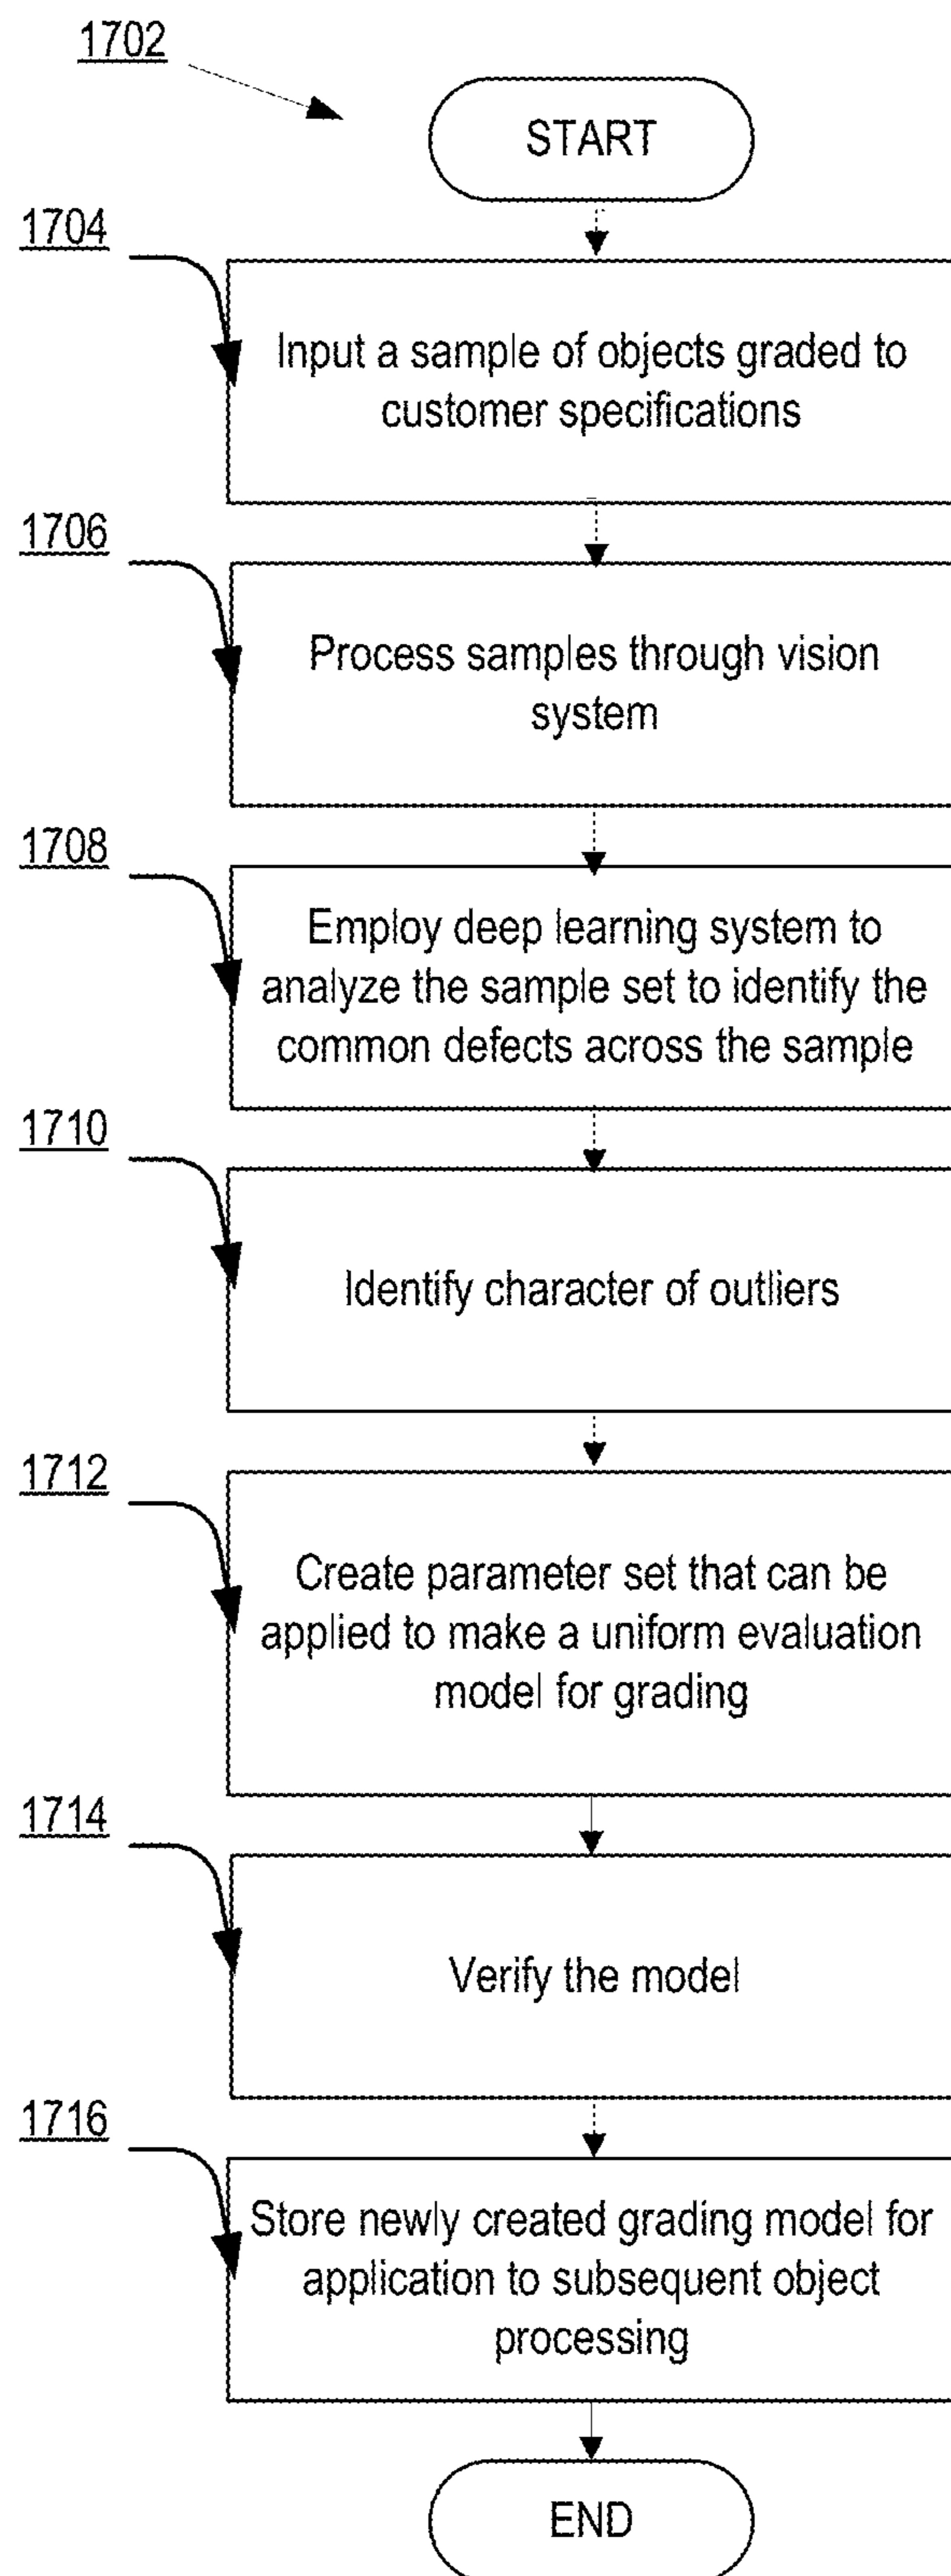 1702
START
1704
Input a sample of objects graded to
customer specifications
1706
Process samples through vision
system
1708
Employ deep learning system to
analyze the sample set to identify the
common defects across the sample
1710
Identify character of outliers
1712
Create parameter set that can be
applied to make a uniform evaluation
model for grading
1714
Verify the model
1716
Store newly created grading model for
application to subsequent object
processing
END